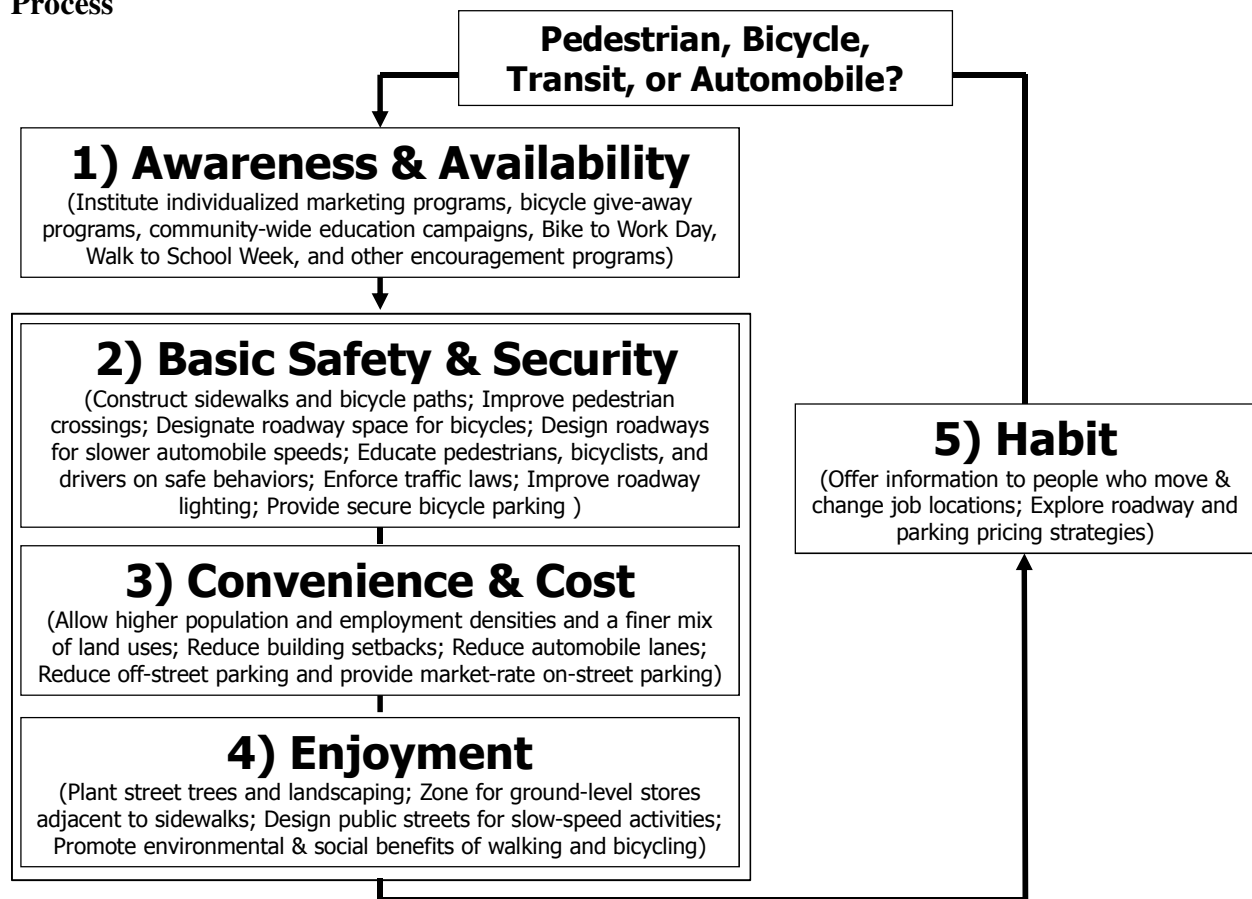 Process
Pedestrian, Bicycle,
Transit, or Automobile?
1) Awareness & Availability
(Institute individualized marketing programs, bicycle give-away
programs, community-wide education campaigns, Bike to Work Day,
Walk to School Week, and other encouragement programs)
2) Basic Safety & Security
(Construct sidewalks and bicycle paths; Improve pedestrian
crossings; Designate roadway space for bicycles; Design roadways
for slower automobile speeds; Educate pedestrians, bicyclists, and
drivers on safe behaviors; Enforce traffic laws; Improve roadway
lighting; Provide secure bicycle parking )
3) Convenience & Cost
(Allow higher population and employment densities and a finer mix
of land uses; Reduce building setbacks; Reduce automobile lanes;
Reduce off-street parking and provide market-rate on-street parking)
4) Enjoyment
(Plant street trees and landscaping; Zone for ground-level stores
adjacent to sidewalks; Design public streets for slow-speed activities;
Promote environmental & social benefits of walking and bicycling)
5) Habit
(Offer information to people who move &
change job locations; Explore roadway and
parking pricing strategies)